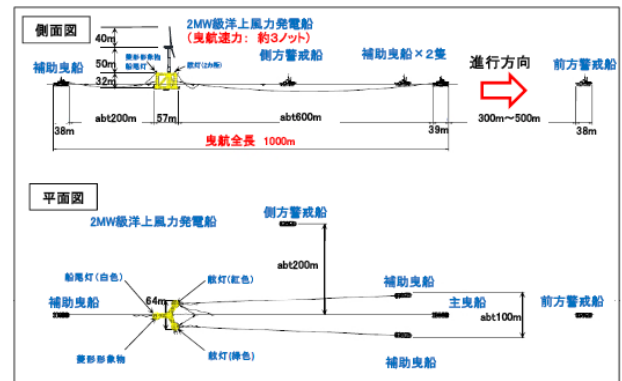 側面図
2MW級洋上風力発電船
(曳航速力: 約3ノット)
40m
50m
32m
菱形形象物
船尾灯
舷灯(2カ所)
補助曳船
側方警戒船
補助曳船×2隻
進行方向
前方警戒船
38m
abt200m
57m
abt600m
39m
300m～500m
38m
曳航全長 1000m
平面図
2MW級洋上風力発電船
側方警戒船
abt200m
船尾灯(白色)
舷灯(紅色)
補助曳船
64m
補助曳船
主曳船
前方警戒船
abt100m
菱形形象物
舷灯(緑色)
補助曳船